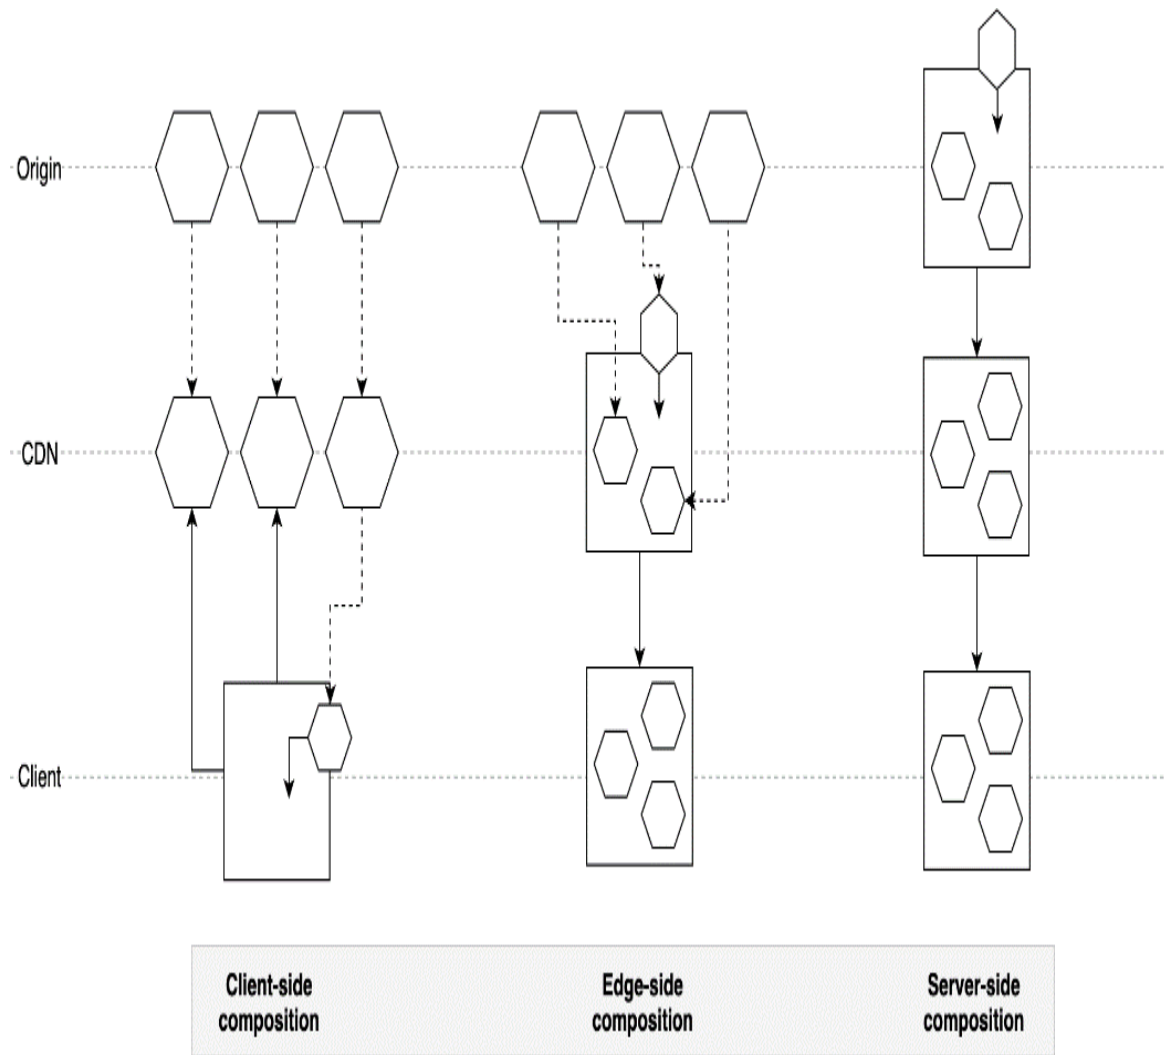 Origin
CDN
Client
Client-side
composition
Edge-side
composition
Server-side
composition